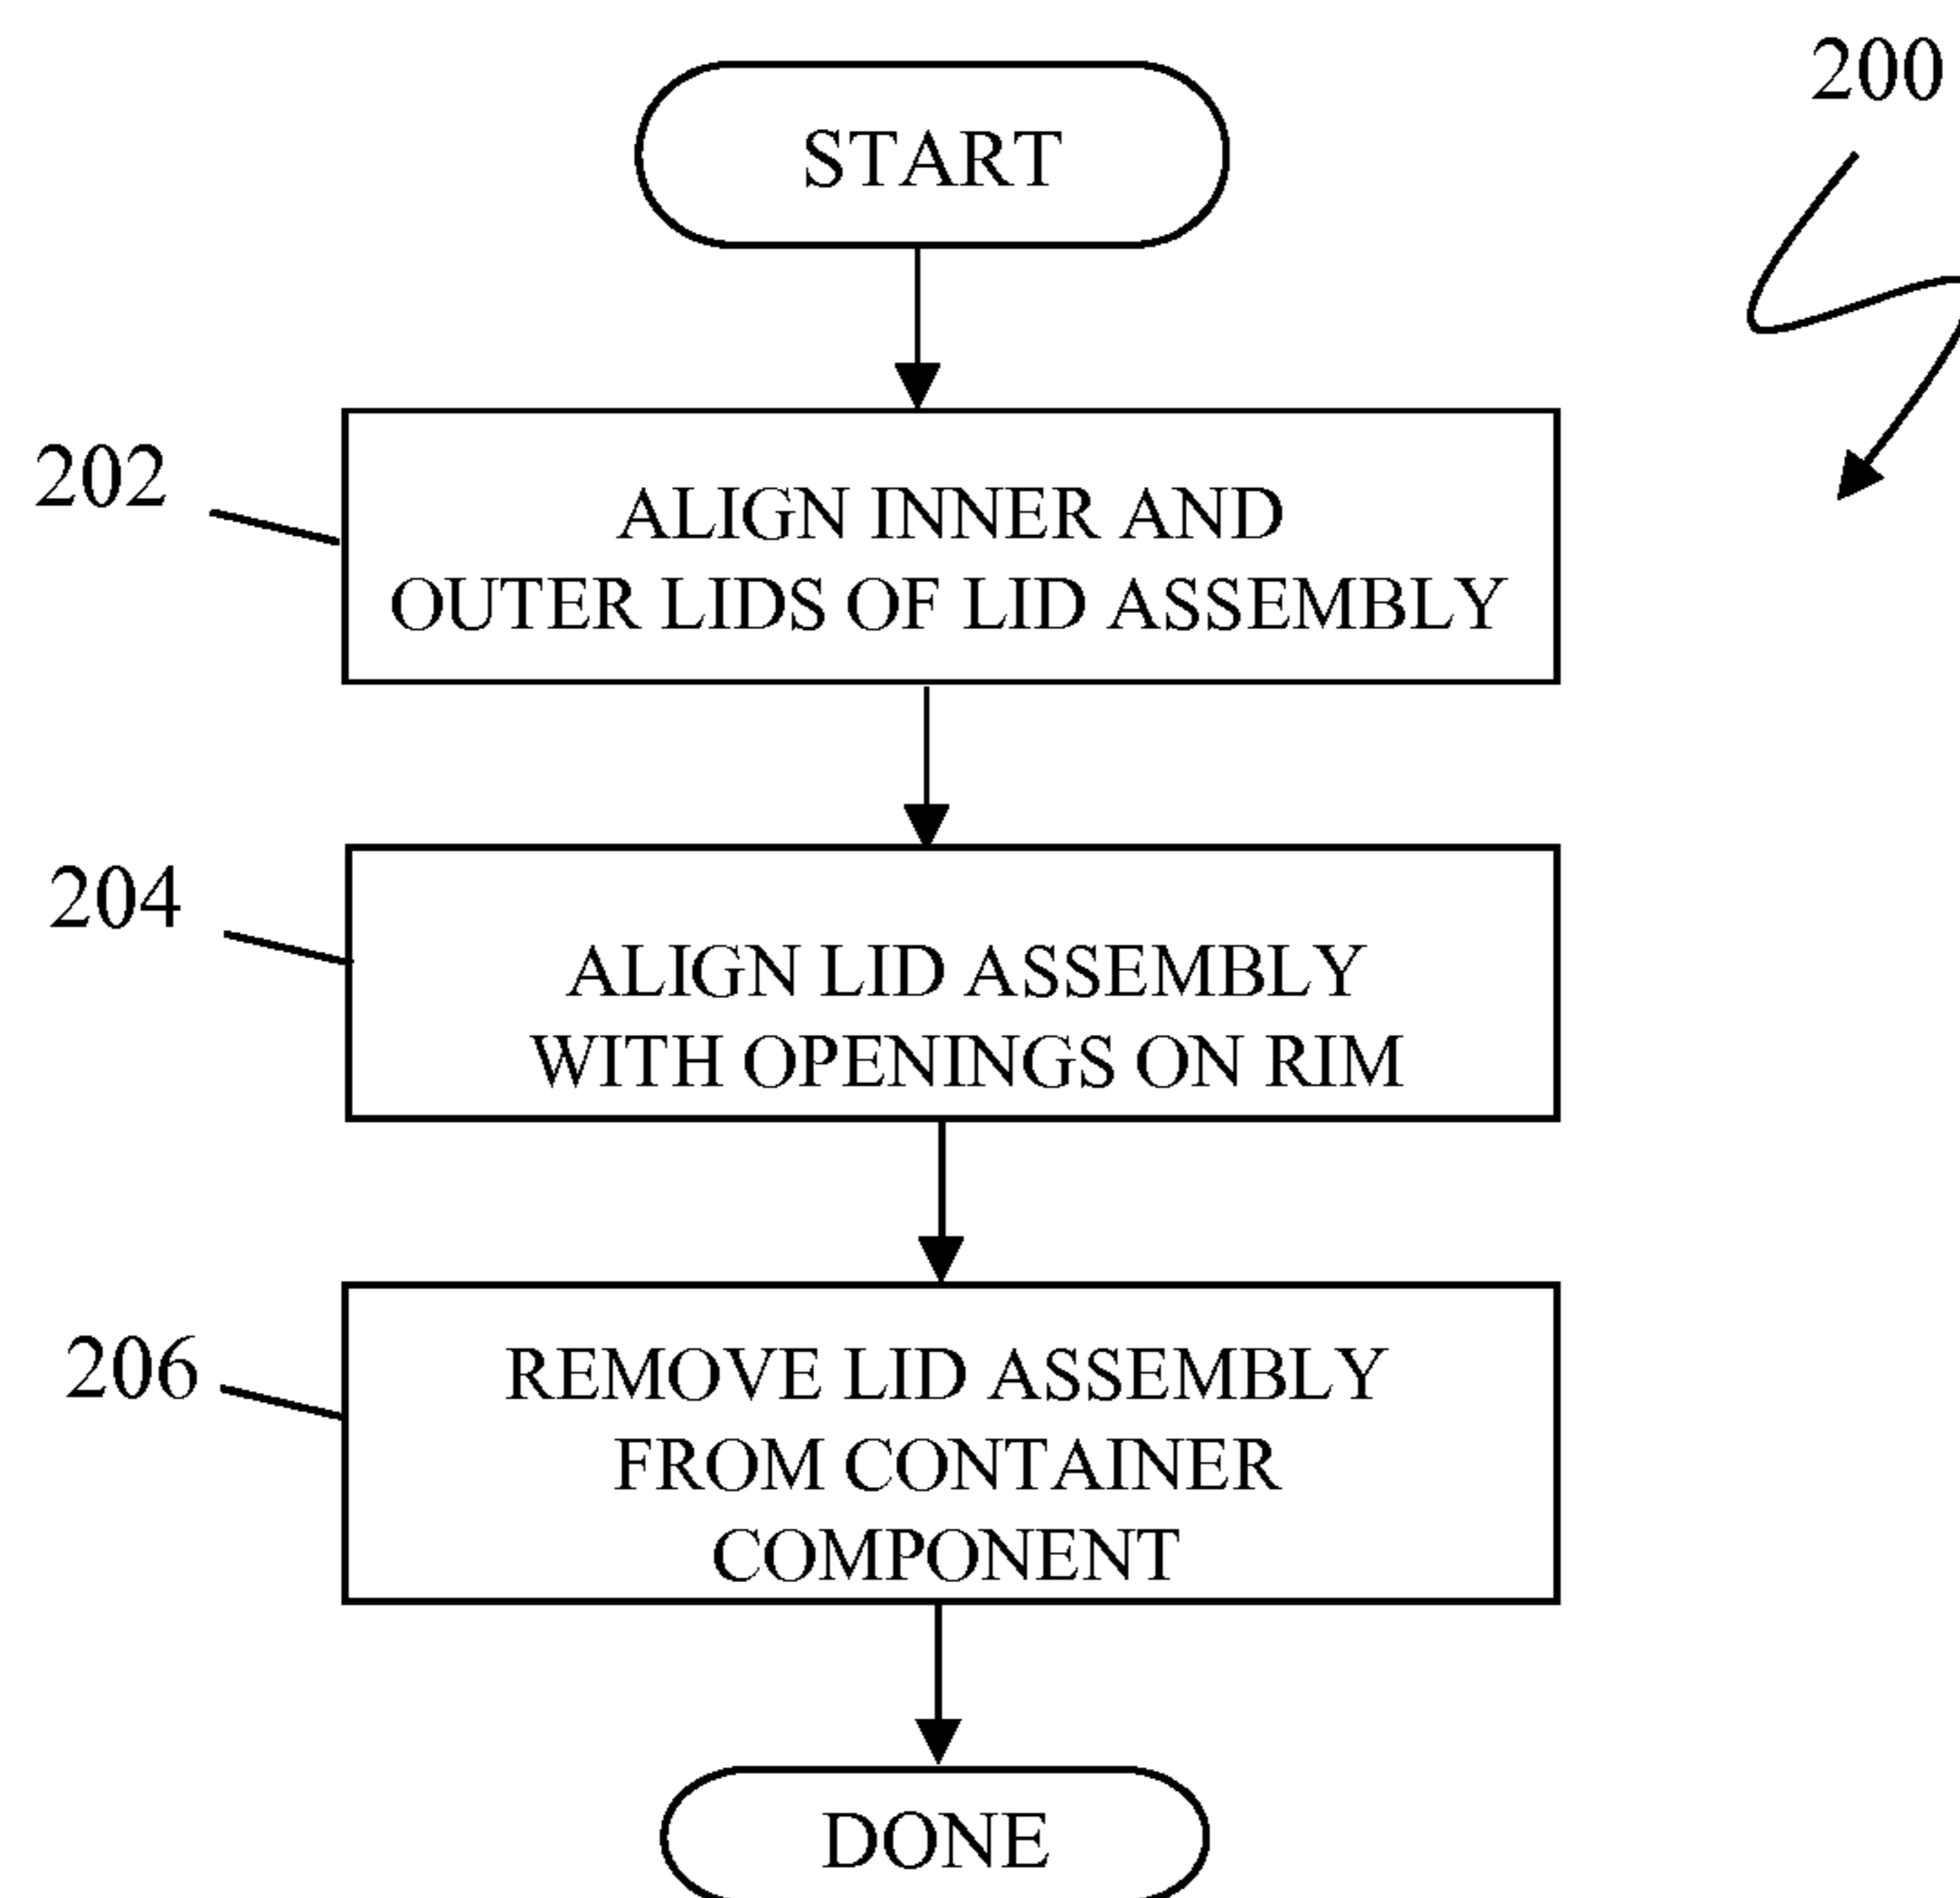 START
200
202
ALIGN INNER AND
OUTER LIDS OF LID ASSEMBLY
204
ALIGN LID ASSEMBLY
WITH OPENINGS ON RIM
206
REMOVE LID ASSEMBLY
FROM CONTAINER
COMPONENT
DONE